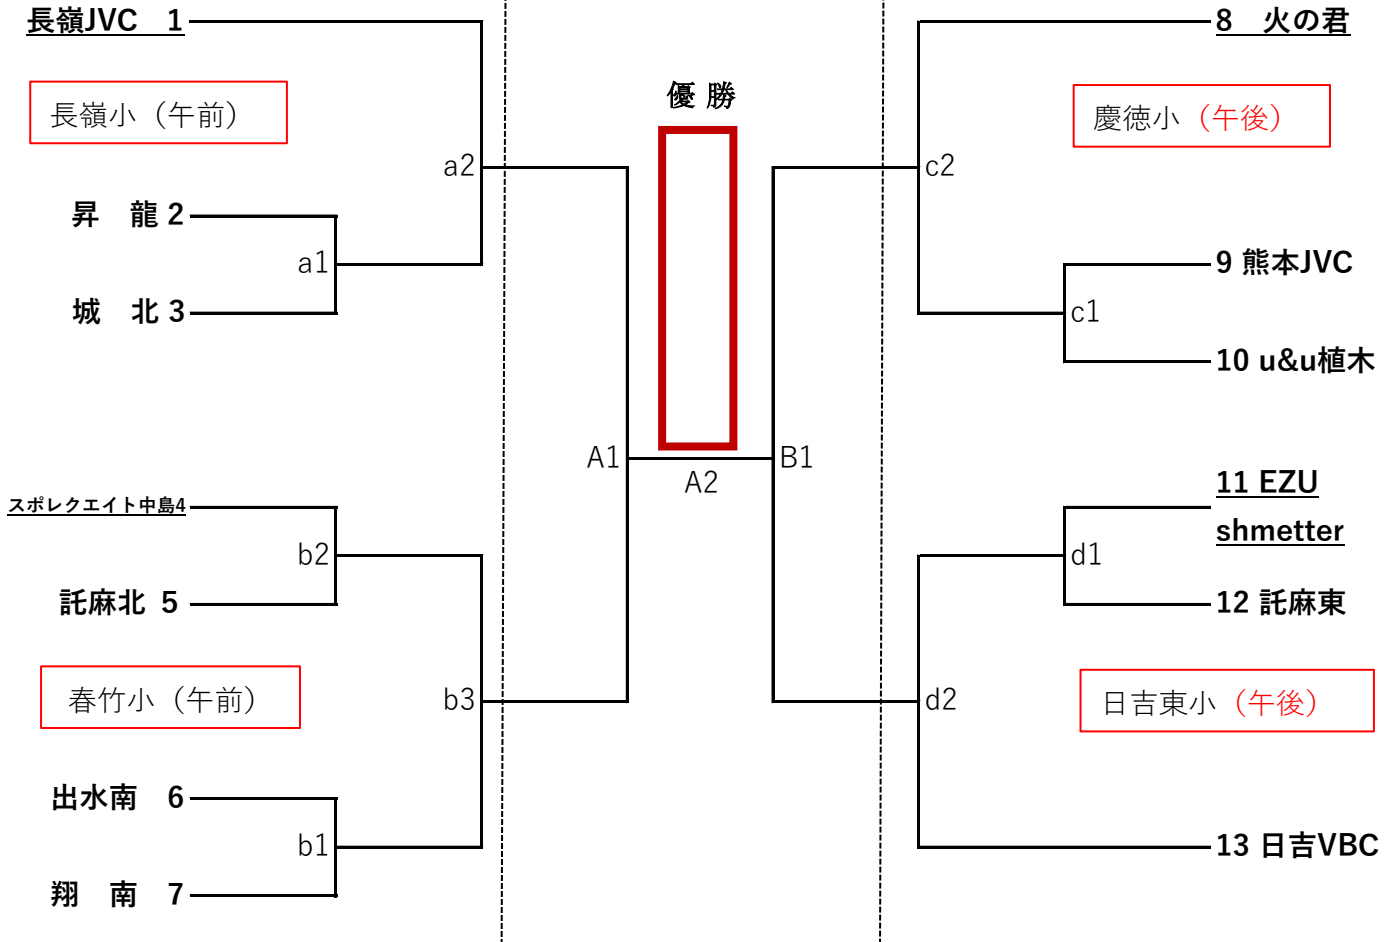 長嶺JVC　1
8　火の君
優 勝
長嶺小（午前）
慶徳小（午後）
a2
c2
昇　龍 2
a1
9 熊本JVC
城　北 3
c1
10 u&u植木
A1
A2
B1
スポレクエイト中島4
11 EZU
shmetter
b2
d1
託麻北 5
12 託麻東
春竹小（午前）
b3
d2
日吉東小（午後）
出水南　6
b1
13 日吉VBC
翔　南　7